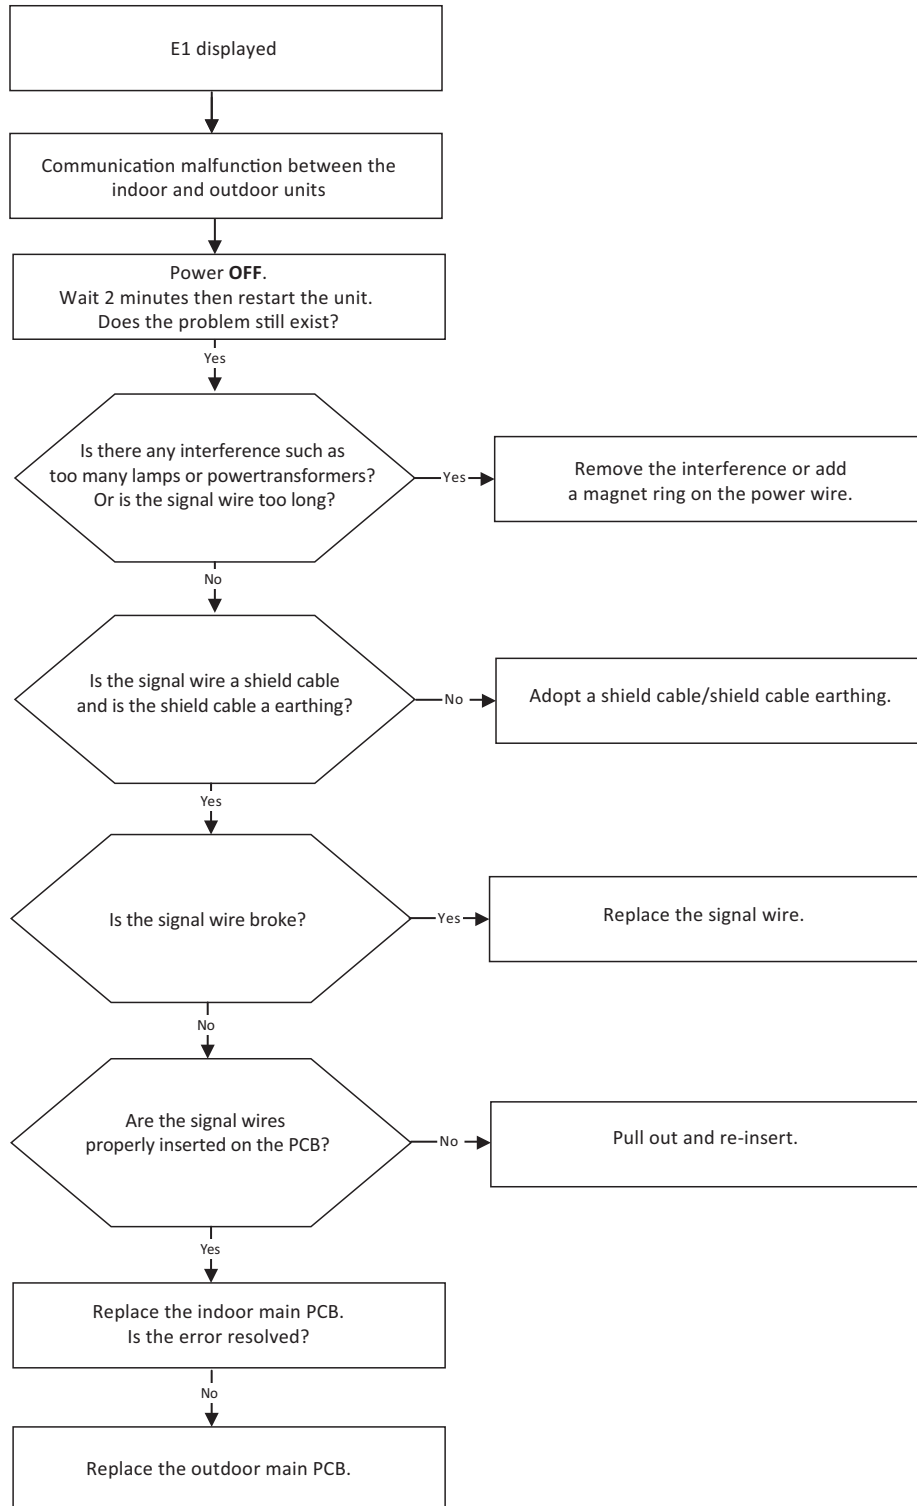 E1 displayed
Communication malfunction between the
indoor and outdoor units
Power OFF.
Wait 2 minutes then restart the unit.
Does the problem still exist?
Yes
Is there any interference such as
too many lamps or powertransformers?
Or is the signal wire too long?
Yes
Remove the interference or add
a magnet ring on the power wire.
No
Is the signal wire a shield cable
and is the shield cable a earthing?
No
Adopt a shield cable/shield cable earthing.
Yes
Is the signal wire broke?
Yes
Replace the signal wire.
No
Are the signal wires
properly inserted on the PCB?
No
Pull out and re-insert.
Yes
Replace the indoor main PCB.
Is the error resolved?
No
Replace the outdoor main PCB.